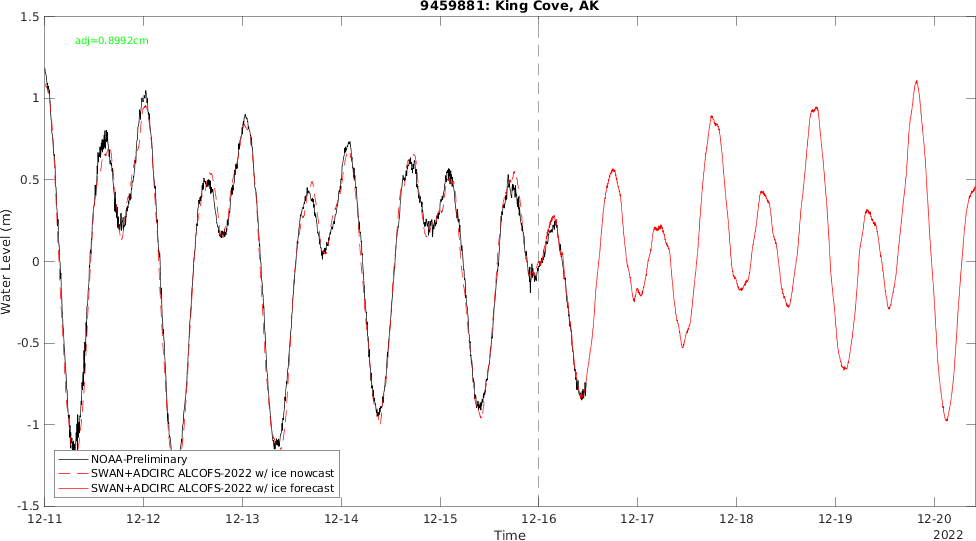 9459881: King Cove, AK
adj=0.8992cm
Water Level (m)
1.5
1
0.5
0
-0.5
-1
-1.5
NOAA-Preliminary
SWAN+ADCIRC ALCOFS-2022 w/ ice nowcast
SWAN+ADCIRC ALCOFS-2022 w/ ice forecast
12-11 12-12 12-13 12-14 12-15 12-16 12-17 12-18 12-19 12-20
Time
2022